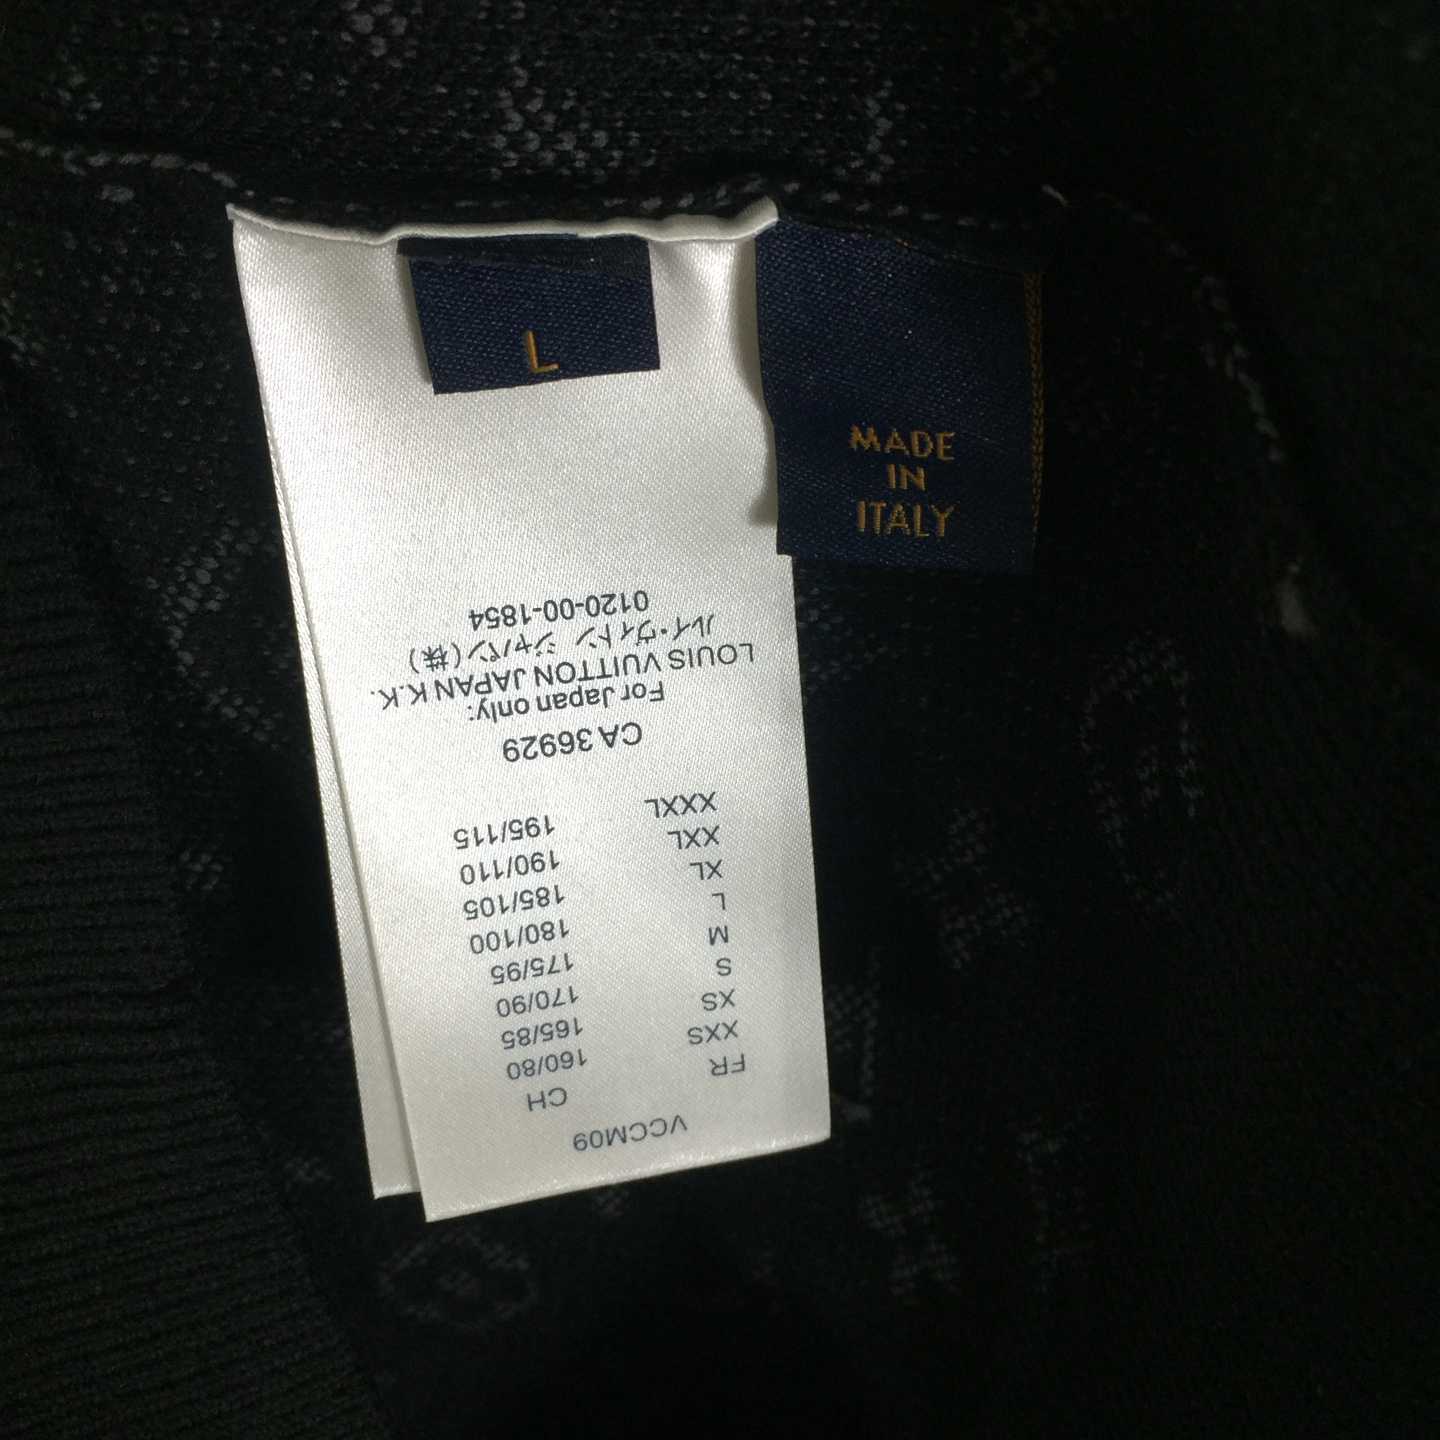 L
MADE
IN
ITALY
VCCM09
FR CH
XXS 160/80
XS 165/85
S 170/90
M 175/95
L 180/100
XL 185/105
XXL 190/110
XXXL 195/115
CA 36929
For Japan only:
LOUIS VUITTON JAPAN K.K.
ルイ・ヴィトン ジャパン(株)
0120-00-1854